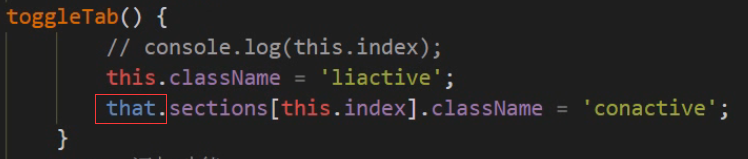 toggleTab() {
// console.log(this.index);
this.className = 'liactive';
that.sections[this.index].className = 'conactive';
}